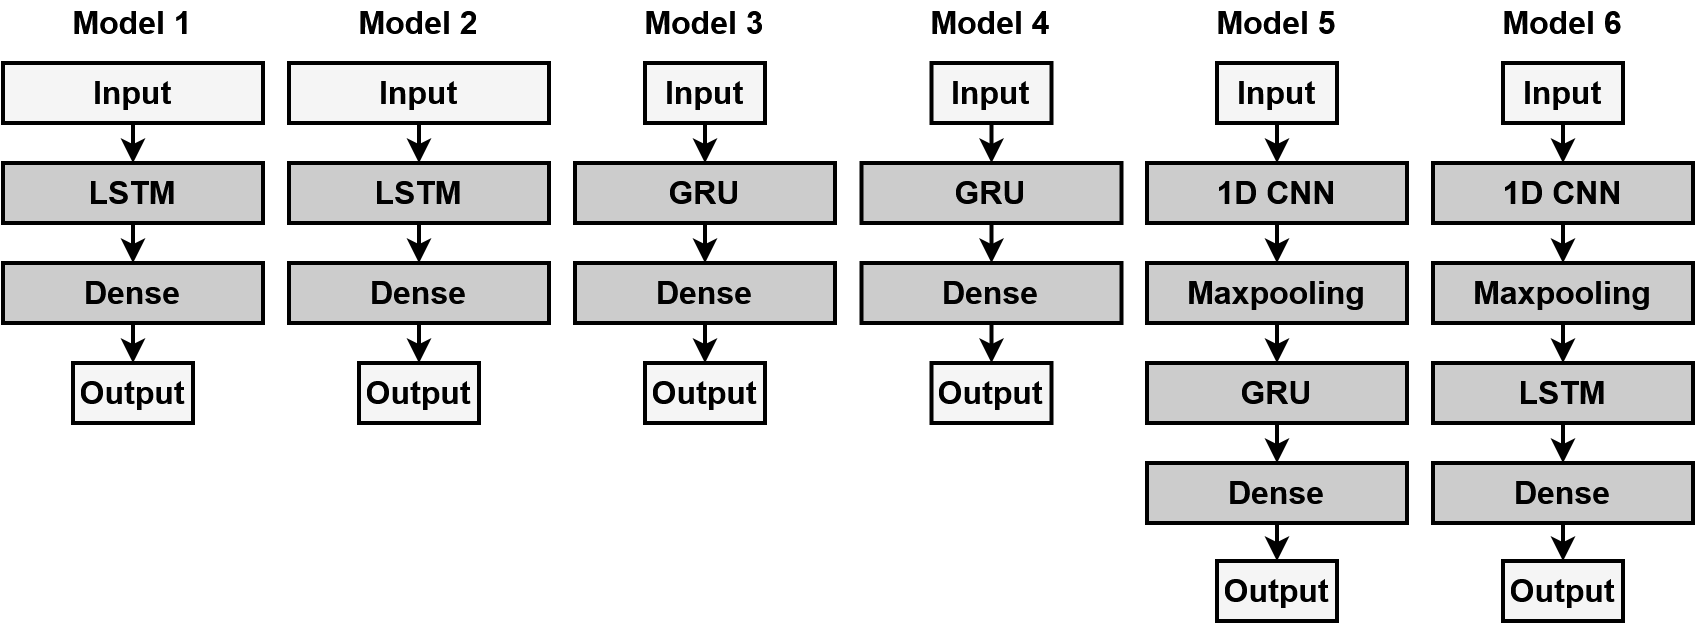 Model 1
Input
LSTM
Dense
Output
Model 2
Input
LSTM
Dense
Output
Model 3
Input
GRU
Dense
Output
Model 4
Input
GRU
Dense
Output
Model 5
Input
1D CNN
Maxpooling
GRU
Dense
Output
Model 6
Input
1D CNN
Maxpooling
LSTM
Dense
Output